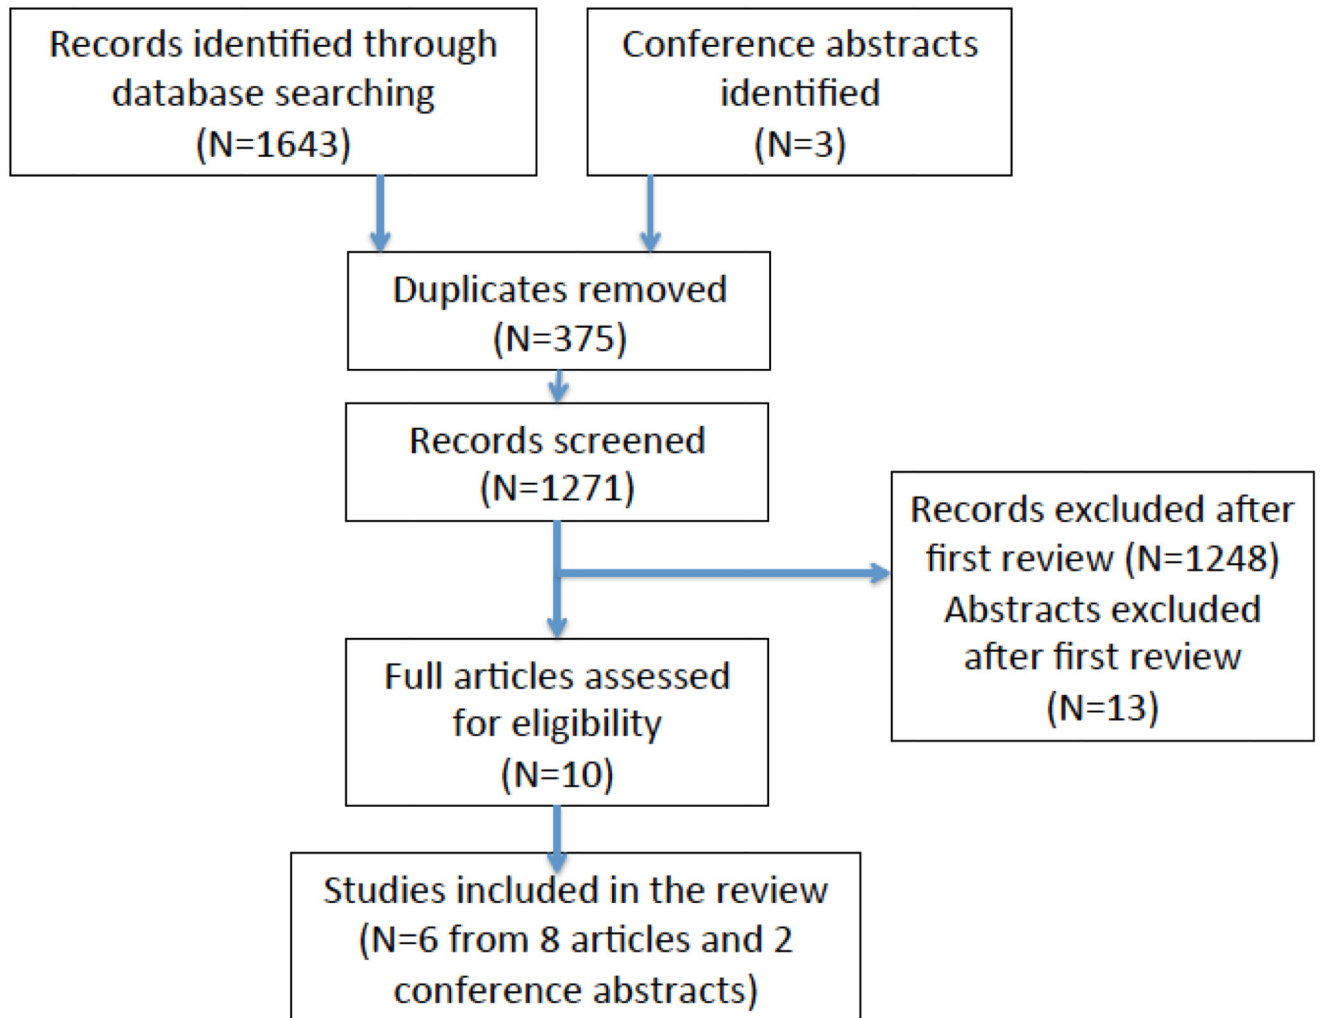 Records identified through
database searching
(N=1643)
Conference abstracts
identified
(N=3)
Duplicates removed
(N=375)
Records screened
(N=1271)
Records excluded after
first review (N=1248)
Abstracts excluded
after first review
(N=13)
Full articles assessed
for eligibility
(N=10)
Studies included in the review
(N=6 from 8 articles and 2
conference abstracts)